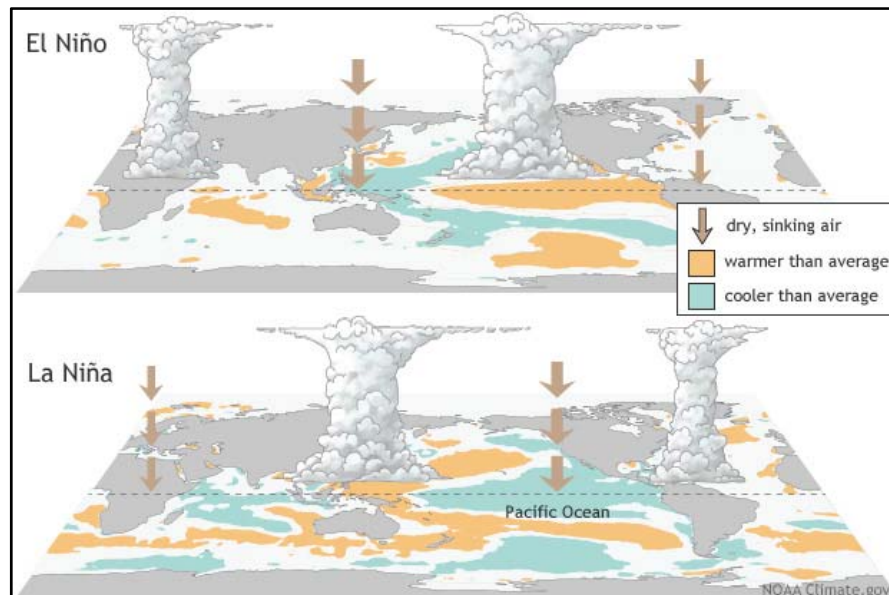 El Niño
dry, sinking air
warmer than average
cooler than average
La Niña
Pacific Ocean
NOAA Climate.gov